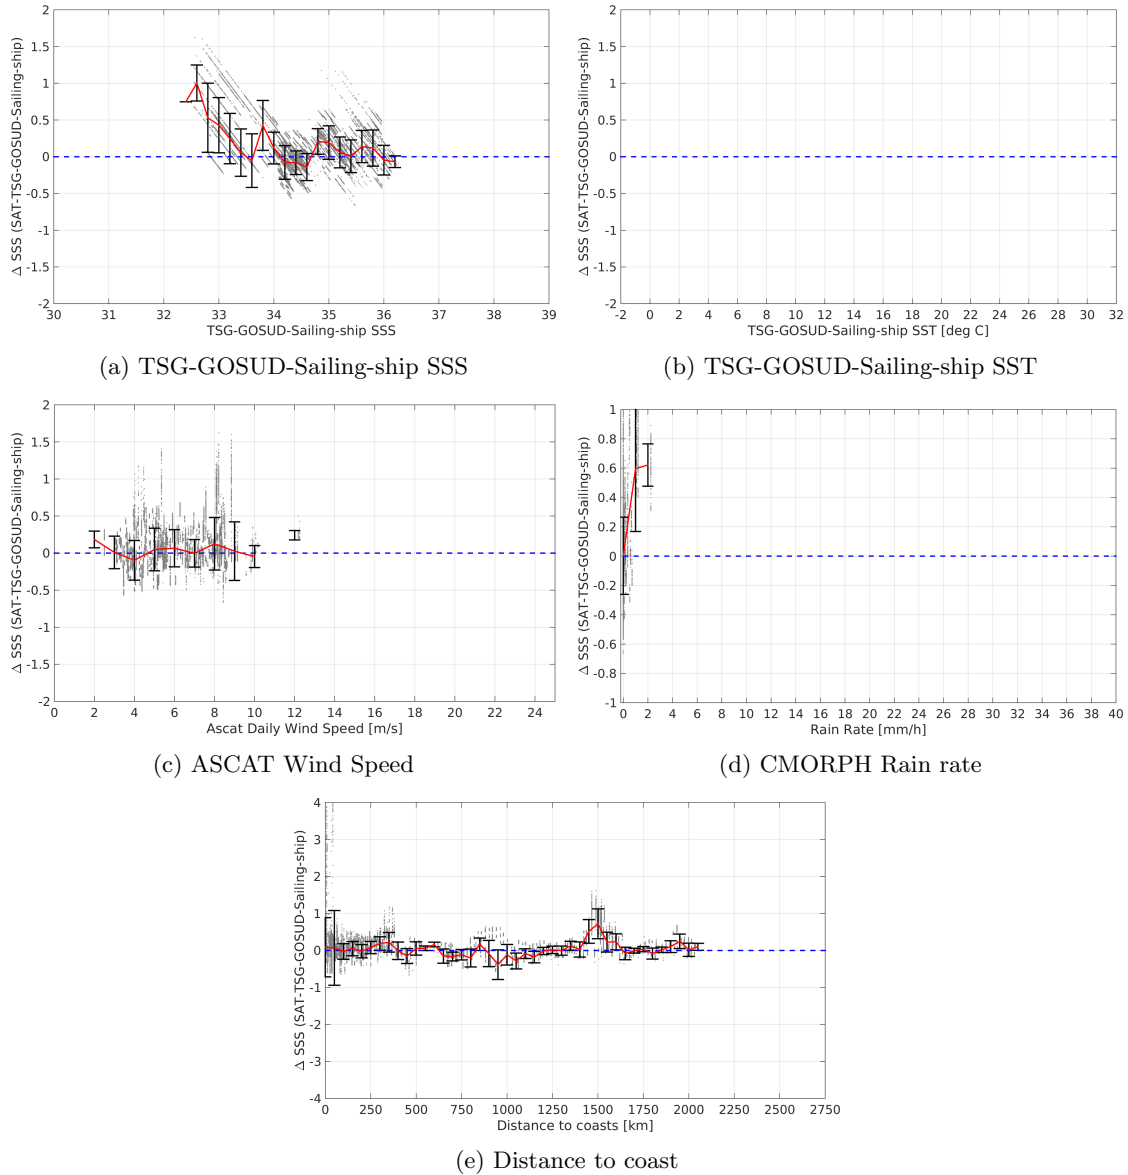 2
1.5
1
0.5
0
-0.5
-1
-1.5
-2
Δ SSS (SAT-TSG-GOSUD-Sailing-ship)
30 31 32 33 34 35 36 37 38 39
TSG-GOSUD-Sailing-ship SSS
(a) TSG-GOSUD-Sailing-ship SSS
2
1.5
1
0.5
0
-0.5
-1
-1.5
-2
Δ SSS (SAT-TSG-GOSUD-Sailing-ship)
-2 0 2 4 6 8 10 12 14 16 18 20 22 24 26 28 30 32
TSG-GOSUD-Sailing-ship SST [deg C]
(b) TSG-GOSUD-Sailing-ship SST
2
1.5
1
0.5
0
-0.5
-1
-1.5
-2
Δ SSS (SAT-TSG-GOSUD-Sailing-ship)
0 2 4 6 8 10 12 14 16 18 20 22 24
Ascat Daily Wind Speed [m/s]
(c) ASCAT Wind Speed
1
0.8
0.6
0.4
0.2
0
-0.2
-0.4
-0.6
-0.8
-1
Δ SSS (SAT-TSG-GOSUD-Sailing-ship)
0 2 4 6 8 10 12 14 16 18 20 22 24 26 28 30 32 34 36 38 40
Rain Rate [mm/h]
(d) CMORPH Rain rate
4
3
2
1
0
-1
-2
-3
-4
Δ SSS (SAT-TSG-GOSUD-Sailing-ship)
0 250 500 750 1000 1250 1500 1750 2000 2250 2500 2750
Distance to coasts [km]
(e) Distance to coast